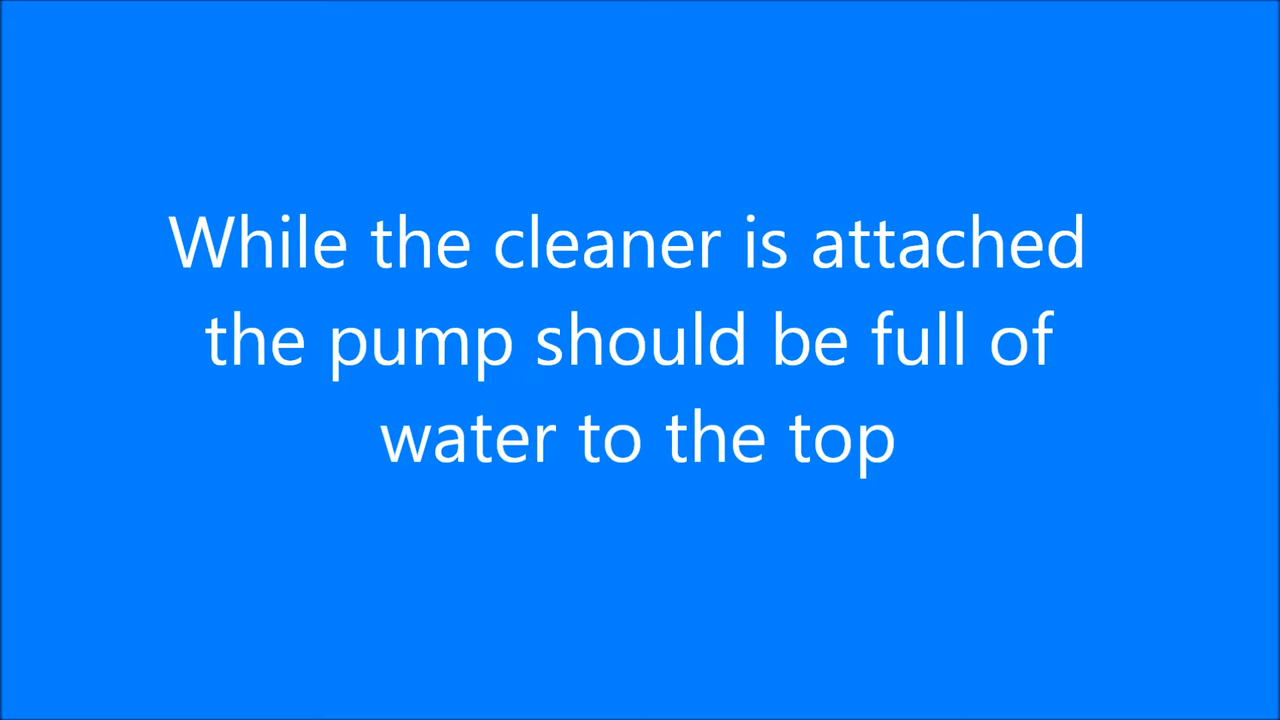 While the cleaner is attached
the pump should be full of
water to the top